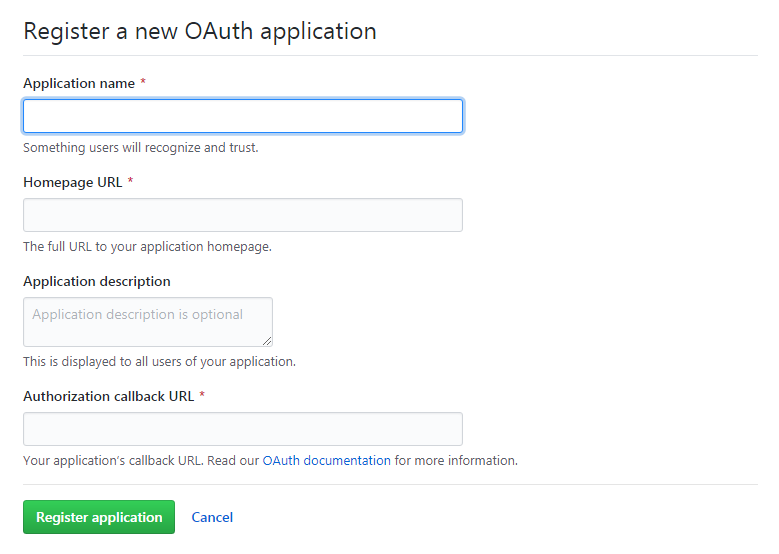 Register a new OAuth application
Application name *
Something users will recognize and trust.
Homepage URL *
The full URL to your application homepage.
Application description
Application description is optional
This is displayed to all users of your application.
Authorization callback URL *
Your application’s callback URL. Read our OAuth documentation for more information.
Register application Cancel